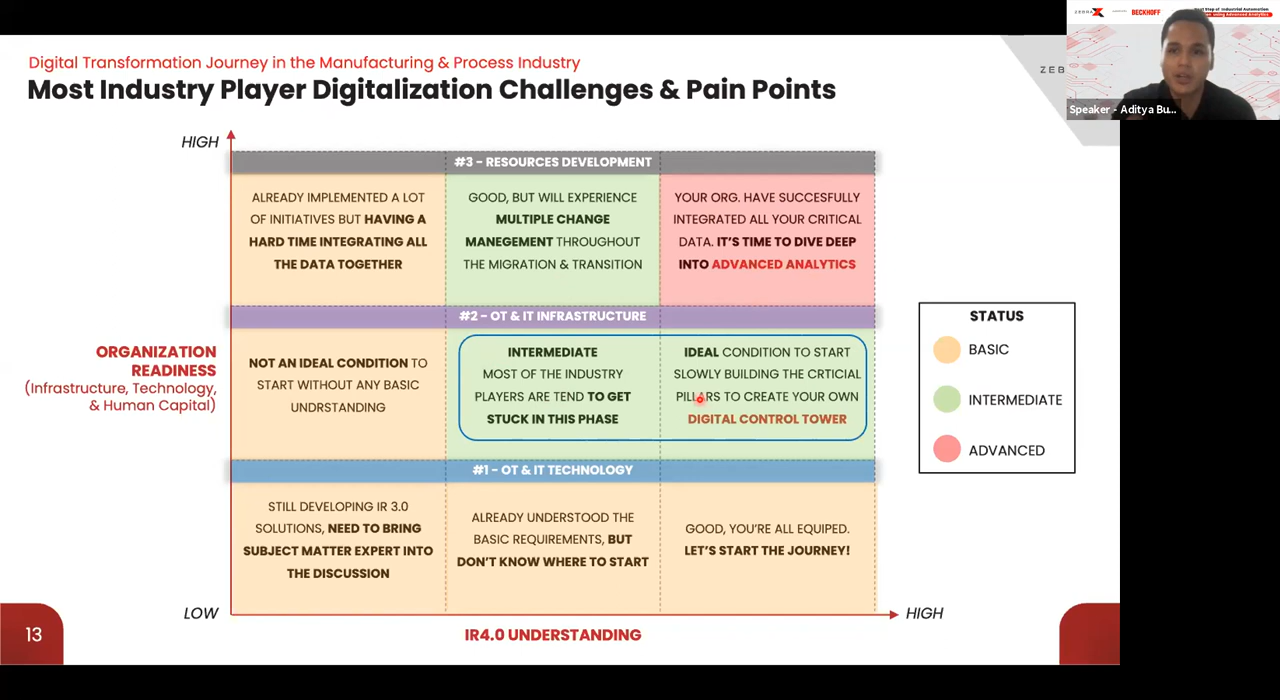 Digital Transformation Journey in the Manufacturing & Process Industry
Most Industry Player Digitalization Challenges & Pain Points
ZEB
BECKHOFF
Speaker - Aditya Bu...
HIGH
#3 - RESOURCES DEVELOPMENT
ALREADY IMPLEMENTED A LOT
OF INITIATIVES BUT HAVING A
HARD TIME INTEGRATING ALL
THE DATA TOGETHER
GOOD, BUT WILL EXPERIENCE
MULTIPLE CHANGE
MANEGEMENT THROUGHOUT
THE MIGRATION & TRANSITION
YOUR ORG. HAVE SUCCESFULLY
INTEGRATED ALL YOUR CRITICAL
DATA. IT'S TIME TO DIVE DEEP
INTO ADVANCED ANALYTICS
#2 - OT & IT INFRASTRUCTURE
ORGANIZATION
READINESS
(Infrastructure, Technology,
& Human Capital)
NOT AN IDEAL CONDITION TO
START WITHOUT ANY BASIC
UNDRSTANDING
INTERMEDIATE
MOST OF THE INDUSTRY
PLAYERS ARE TEND TO GET
STUCK IN THIS PHASE
IDEAL CONDITION TO START
SLOWLY BUILDING THE CRTICIAL
PILLARS TO CREATE YOUR OWN
DIGITAL CONTROL TOWER
STATUS
BASIC
INTERMEDIATE
ADVANCED
#1 - OT & IT TECHNOLOGY
STILL DEVELOPING IR 3.0
SOLUTIONS, NEED TO BRING
SUBJECT MATTER EXPERT INTO
THE DISCUSSION
ALREADY UNDERSTOOD THE
BASIC REQUIREMENTS, BUT
DON'T KNOW WHERE TO START
GOOD, YOU'RE ALL EQUIPED.
LET'S START THE JOURNEY!
LOW
HIGH
IR4.0 UNDERSTANDING
13